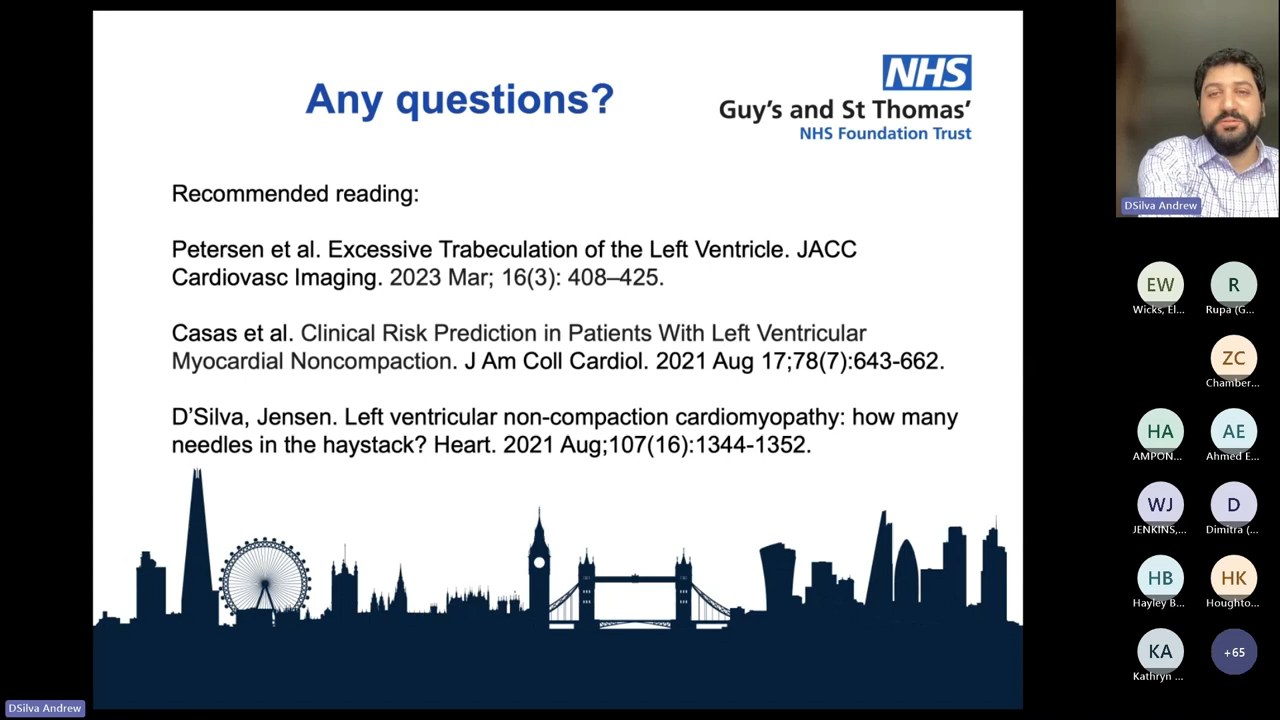 Any questions?
NHS
Guy's and St Thomas'
NHS Foundation Trust
Recommended reading:
Petersen et al. Excessive Trabeculation of the Left Ventricle. JACC
Cardiovasc Imaging. 2023 Mar; 16(3): 408–425.
Casas et al. Clinical Risk Prediction in Patients With Left Ventricular
Myocardial Noncompaction. J Am Coll Cardiol. 2021 Aug 17;78(7):643-662.
D'Silva, Jensen. Left ventricular non-compaction cardiomyopathy: how many
needles in the haystack? Heart. 2021 Aug;107(16):1344-1352.
DSilva Andrew
DSilva Andrew
EW
Wicks, El...
R
Rupa (G...
ZC
Chamber...
HA
AMPON...
AE
Ahmed E...
WJ
JENKINS,...
D
Dimitra (...
HB
Hayley B...
HK
Houghto...
KA
Kathryn ...
+65